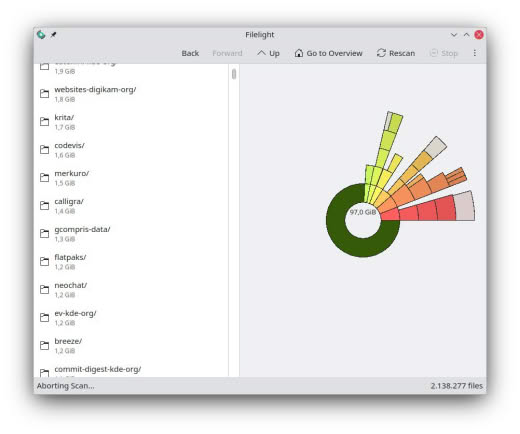 Filelight
Back Forward Up Go to Overview Rescan Stop
1,9 GiB
websites-digikam-org/
1,8 GiB
krita/
1,7 GiB
codevis/
1,6 GiB
merkuro/
1,5 GiB
calligra/
1,4 GiB
gcompris-data/
1,3 GiB
flatpaks/
1,2 GiB
neochat/
1,2 GiB
ev-kde-org/
1,2 GiB
breeze/
1,2 GiB
commit-digest-kde-org/
97,0 GiB
Aborting Scan...
2.138.277 files